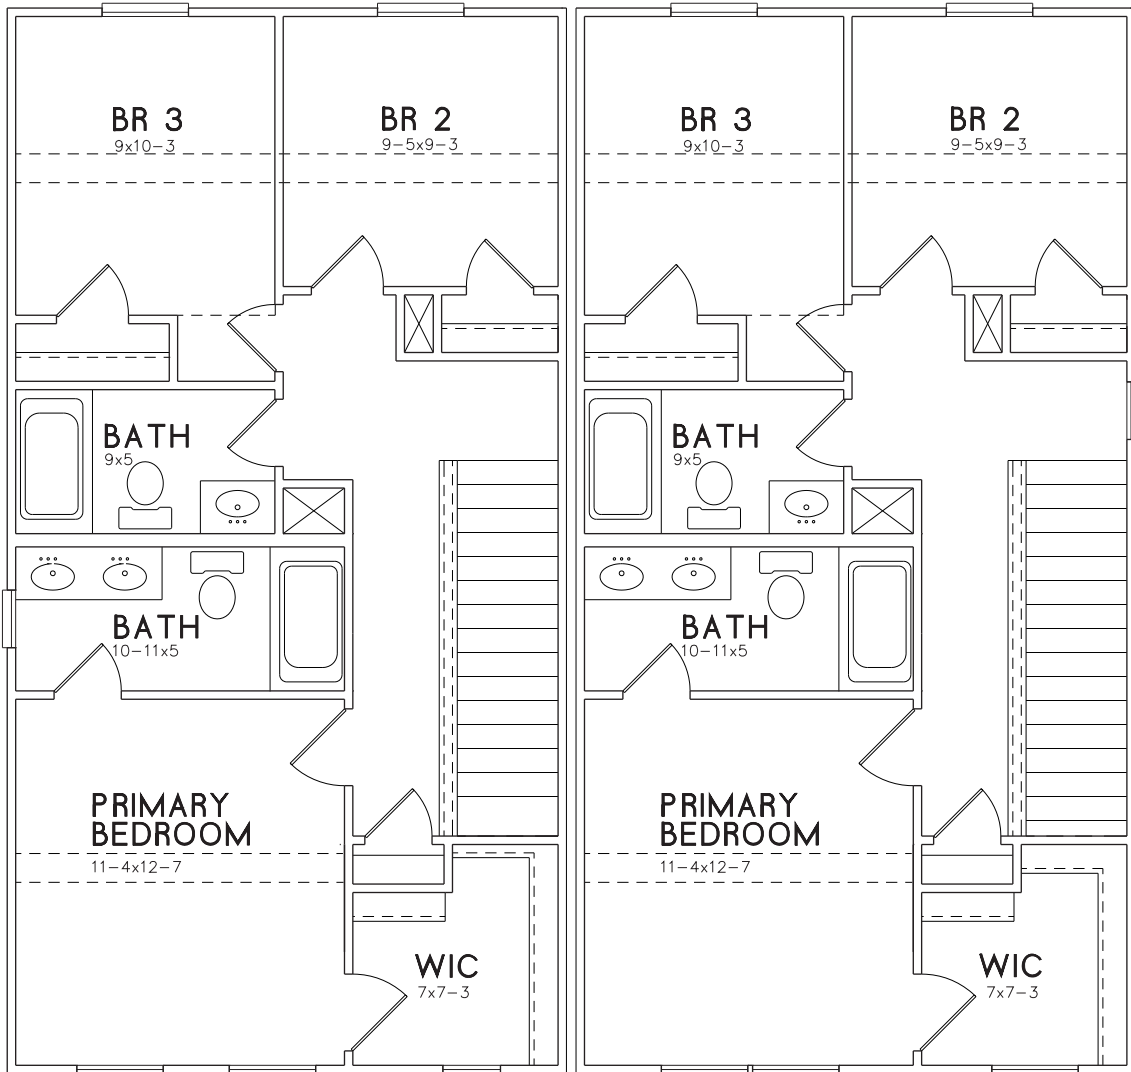 BR 3
9x10-3
BR 2
9-5x9-3
BATH
9x5
BATH
10-11x5
PRIMARY
BEDROOM
11-4x12-7
WIC
7x7-3
BR 3
9x10-3
BR 2
9-5x9-3
BATH
9x5
BATH
10-11x5
PRIMARY
BEDROOM
11-4x12-7
WIC
7x7-3